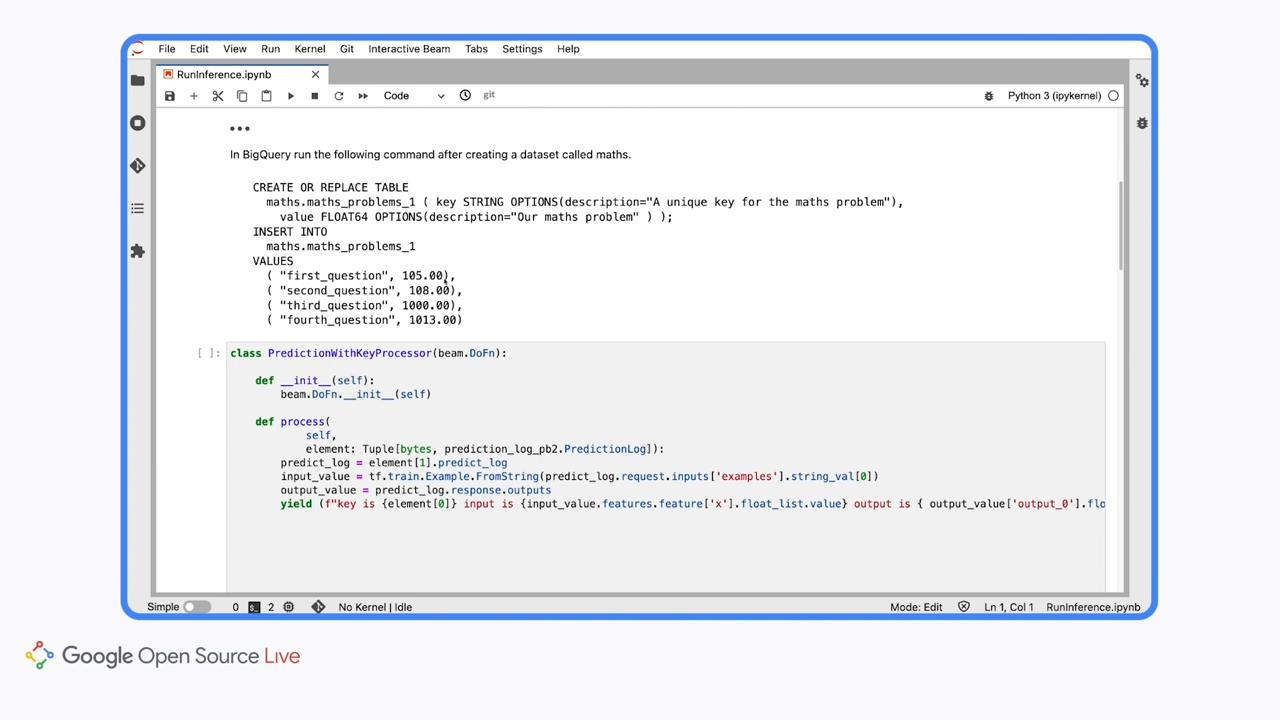 File Edit View Run Kernel Git Interactive Beam Tabs Settings Help
RunInference.ipynb
Code git Python 3 (ipykernel)
In BigQuery run the following command after creating a dataset called maths.
CREATE OR REPLACE TABLE
maths.maths_problems_1 ( key STRING OPTIONS(description="A unique key for the maths problem"),
value FLOAT64 OPTIONS(description="Our maths problem" ) );
INSERT INTO
maths.maths_problems_1
VALUES
( "first_question", 105.00),
( "second_question", 108.00),
( "third_question", 1000.00),
( "fourth_question", 1013.00)
[ ]: class PredictionWithKeyProcessor(beam.DoFn):
def __init__(self):
beam.DoFn.__init__(self)
def process(
self,
element: Tuple[bytes, prediction_log_pb2.PredictionLog]):
predict_log = element[1].predict_log
input_value = tf.train.Example.FromString(predict_log.request.inputs['examples'].string_val[0])
output_value = predict_log.response.outputs
yield (f"key is {element[0]} input is {input_value.features.feature['x'].float_list.value} output is { output_value['output_0'].flo
Simple 0 2 No Kernel | Idle Mode: Edit Ln 1, Col 1 RunInference.ipynb
Google Open Source Live